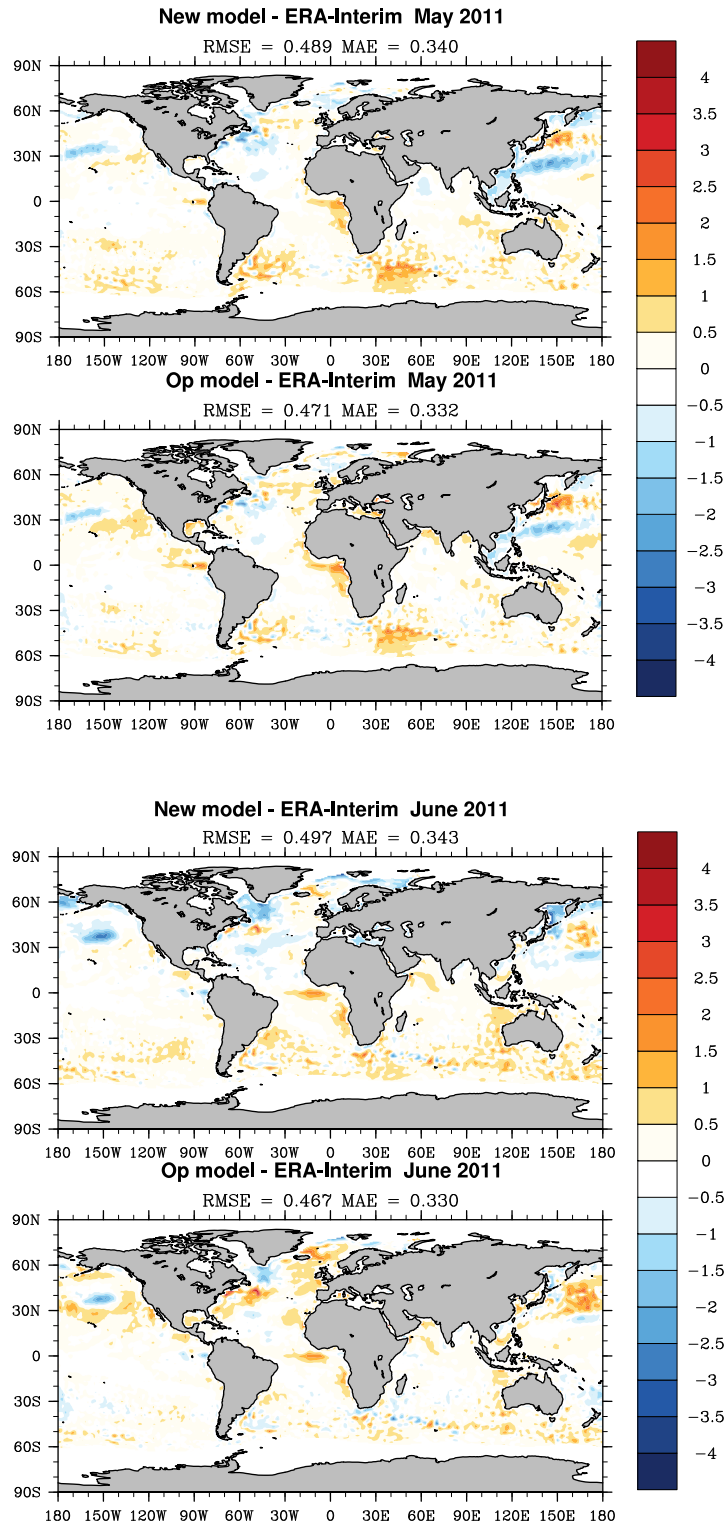 New model - ERA-Interim  May 2011
RMSE = 0.489 MAE = 0.340
90N
60N
30N
0
30S
60S
90S
180 150W 120W 90W 60W 30W 0 30E 60E 90E 120E 150E 180
Op model - ERA-Interim  May 2011
RMSE = 0.471 MAE = 0.332
90N
60N
30N
0
30S
60S
90S
180 150W 120W 90W 60W 30W 0 30E 60E 90E 120E 150E 180
4
3.5
3
2.5
2
1.5
1
0.5
0
−0.5
−1
−1.5
−2
−2.5
−3
−3.5
−4
New model - ERA-Interim  June 2011
RMSE = 0.497 MAE = 0.343
90N
60N
30N
0
30S
60S
90S
180 150W 120W 90W 60W 30W 0 30E 60E 90E 120E 150E 180
Op model - ERA-Interim  June 2011
RMSE = 0.467 MAE = 0.330
90N
60N
30N
0
30S
60S
90S
180 150W 120W 90W 60W 30W 0 30E 60E 90E 120E 150E 180
4
3.5
3
2.5
2
1.5
1
0.5
0
−0.5
−1
−1.5
−2
−2.5
−3
−3.5
−4